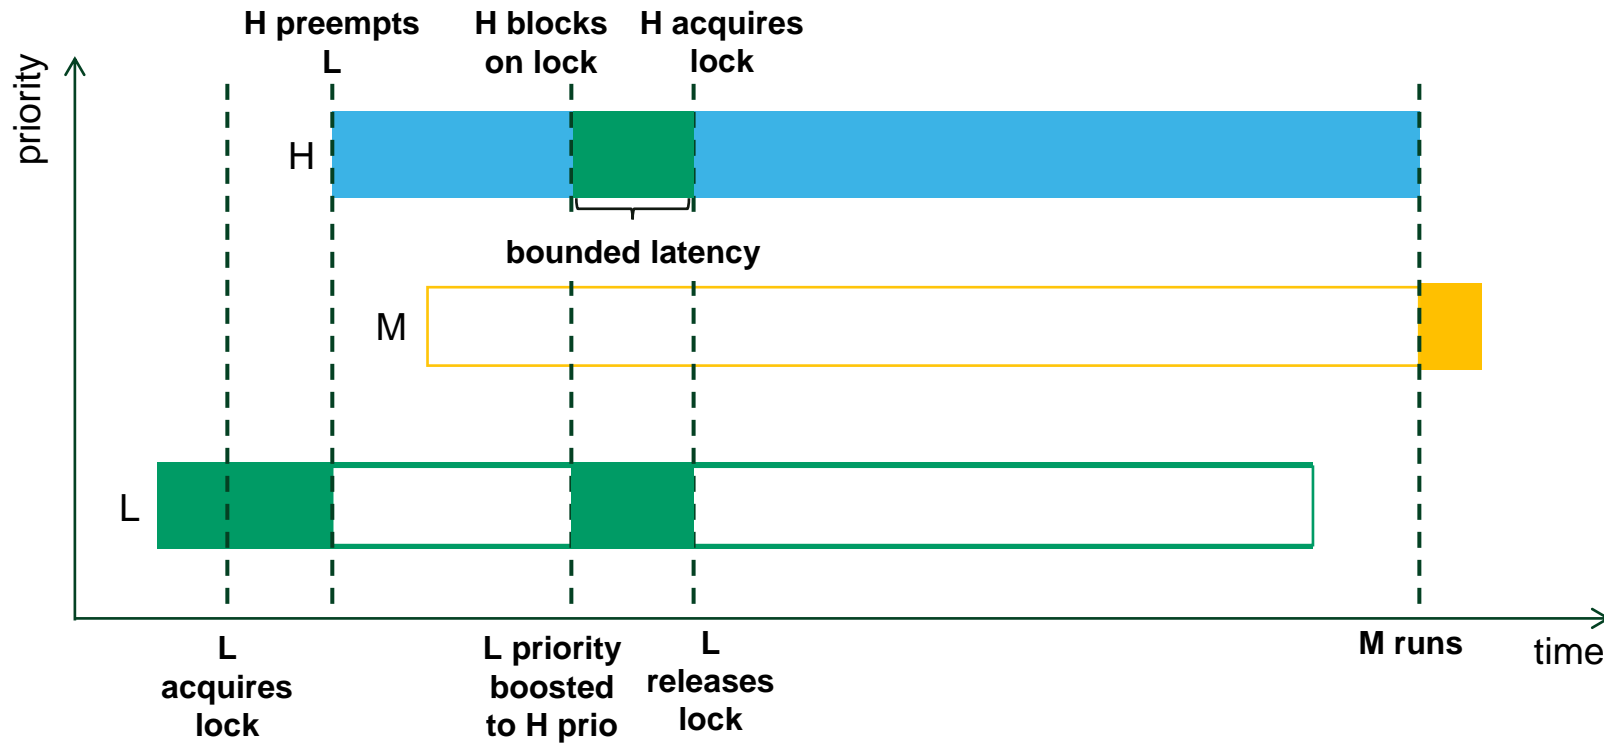 H preempts
L
H blocks
on lock
H acquires
lock
priority
H
bounded latency
M
L
L
acquires
lock
L priority
boosted
to H prio
L
releases
lock
M runs
time